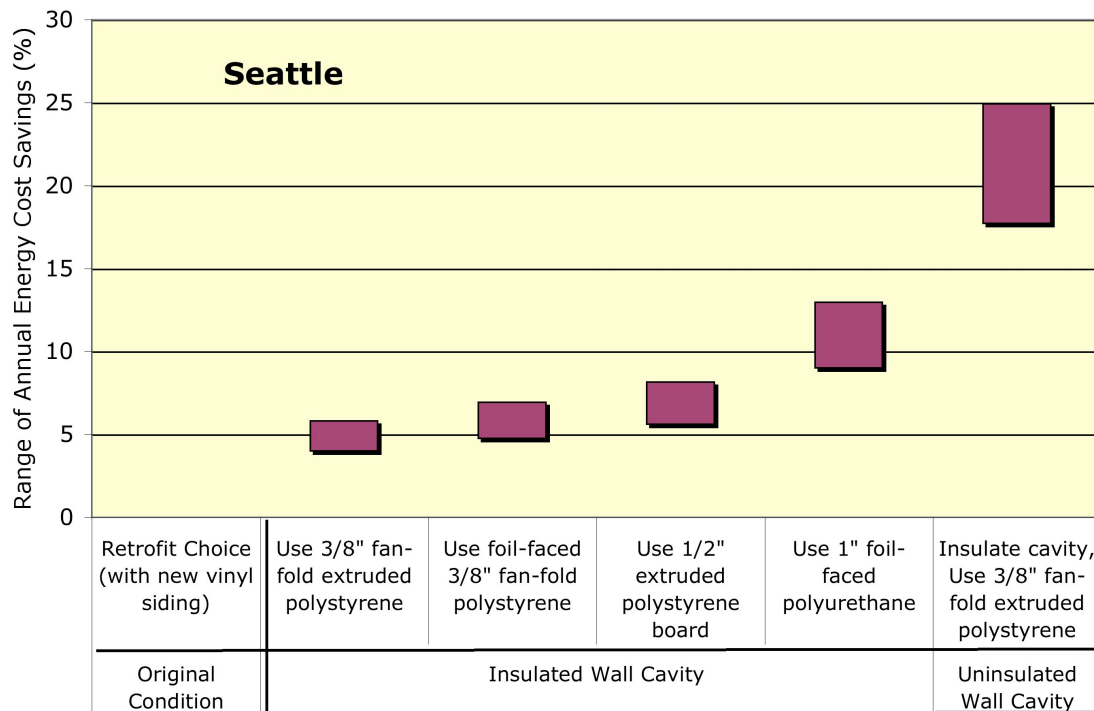 Seattle
Range of Annual Energy Cost Savings (%)
30
25
20
15
10
5
0
Retrofit Choice
(with new vinyl
siding)
Use 3/8" fan-
fold extruded
polystyrene
Use foil-faced
3/8" fan-fold
polystyrene
Use 1/2"
extruded
polystyrene
board
Use 1" foil-
faced
polyurethane
Insulate cavity,
Use 3/8" fan-
fold extruded
polystyrene
Original
Condition
Insulated Wall Cavity
Uninsulated
Wall Cavity